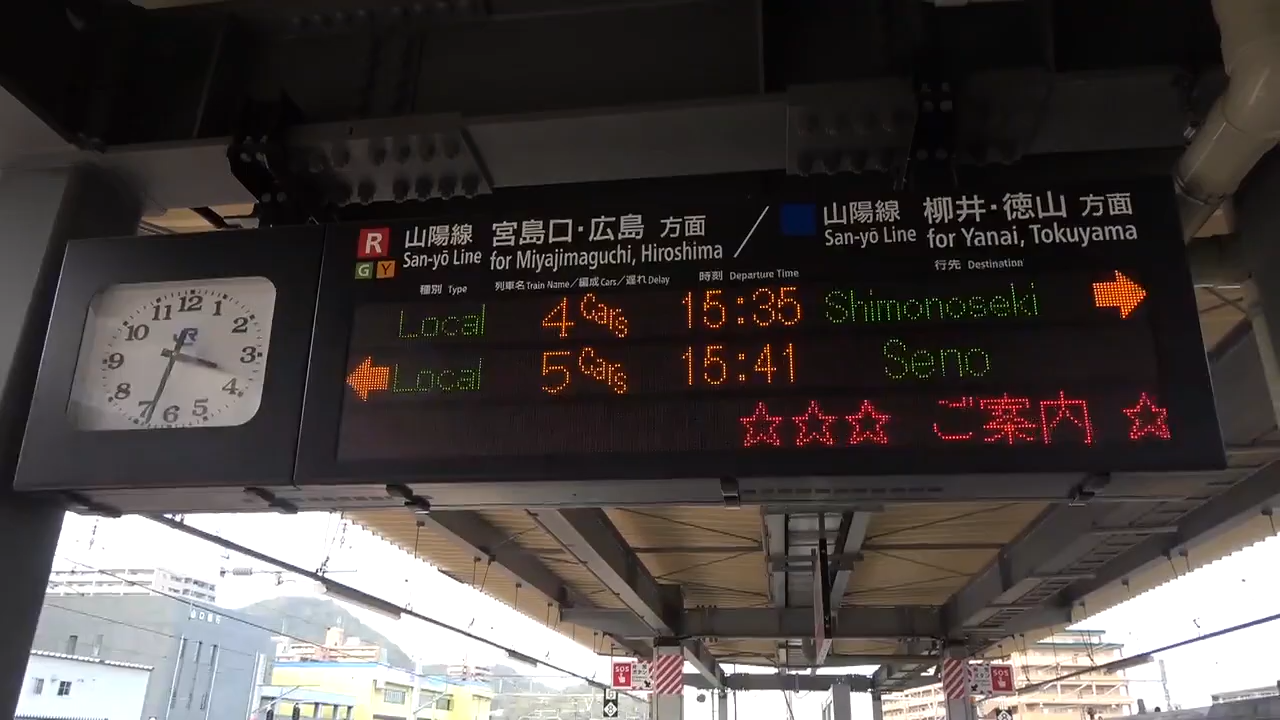 R
G Y
山陽線 宮島口・広島 方面
San-yō Line for Miyajimaguchi, Hiroshima
/
山陽線 柳井・徳山 方面
San-yō Line for Yanai, Tokuyama
種別 Type 列車名 Train Name/編成 Cars/遅れ Delay 時刻 Departure Time 行先 Destination
Local 4 Cars 15:35 Shimonoseki
Local 5 Cars 15:41 Seno
☆☆☆ ご案内 ☆
12
1
2
3
4
5
6
7
8
9
10
11
JR
SOS
SOS